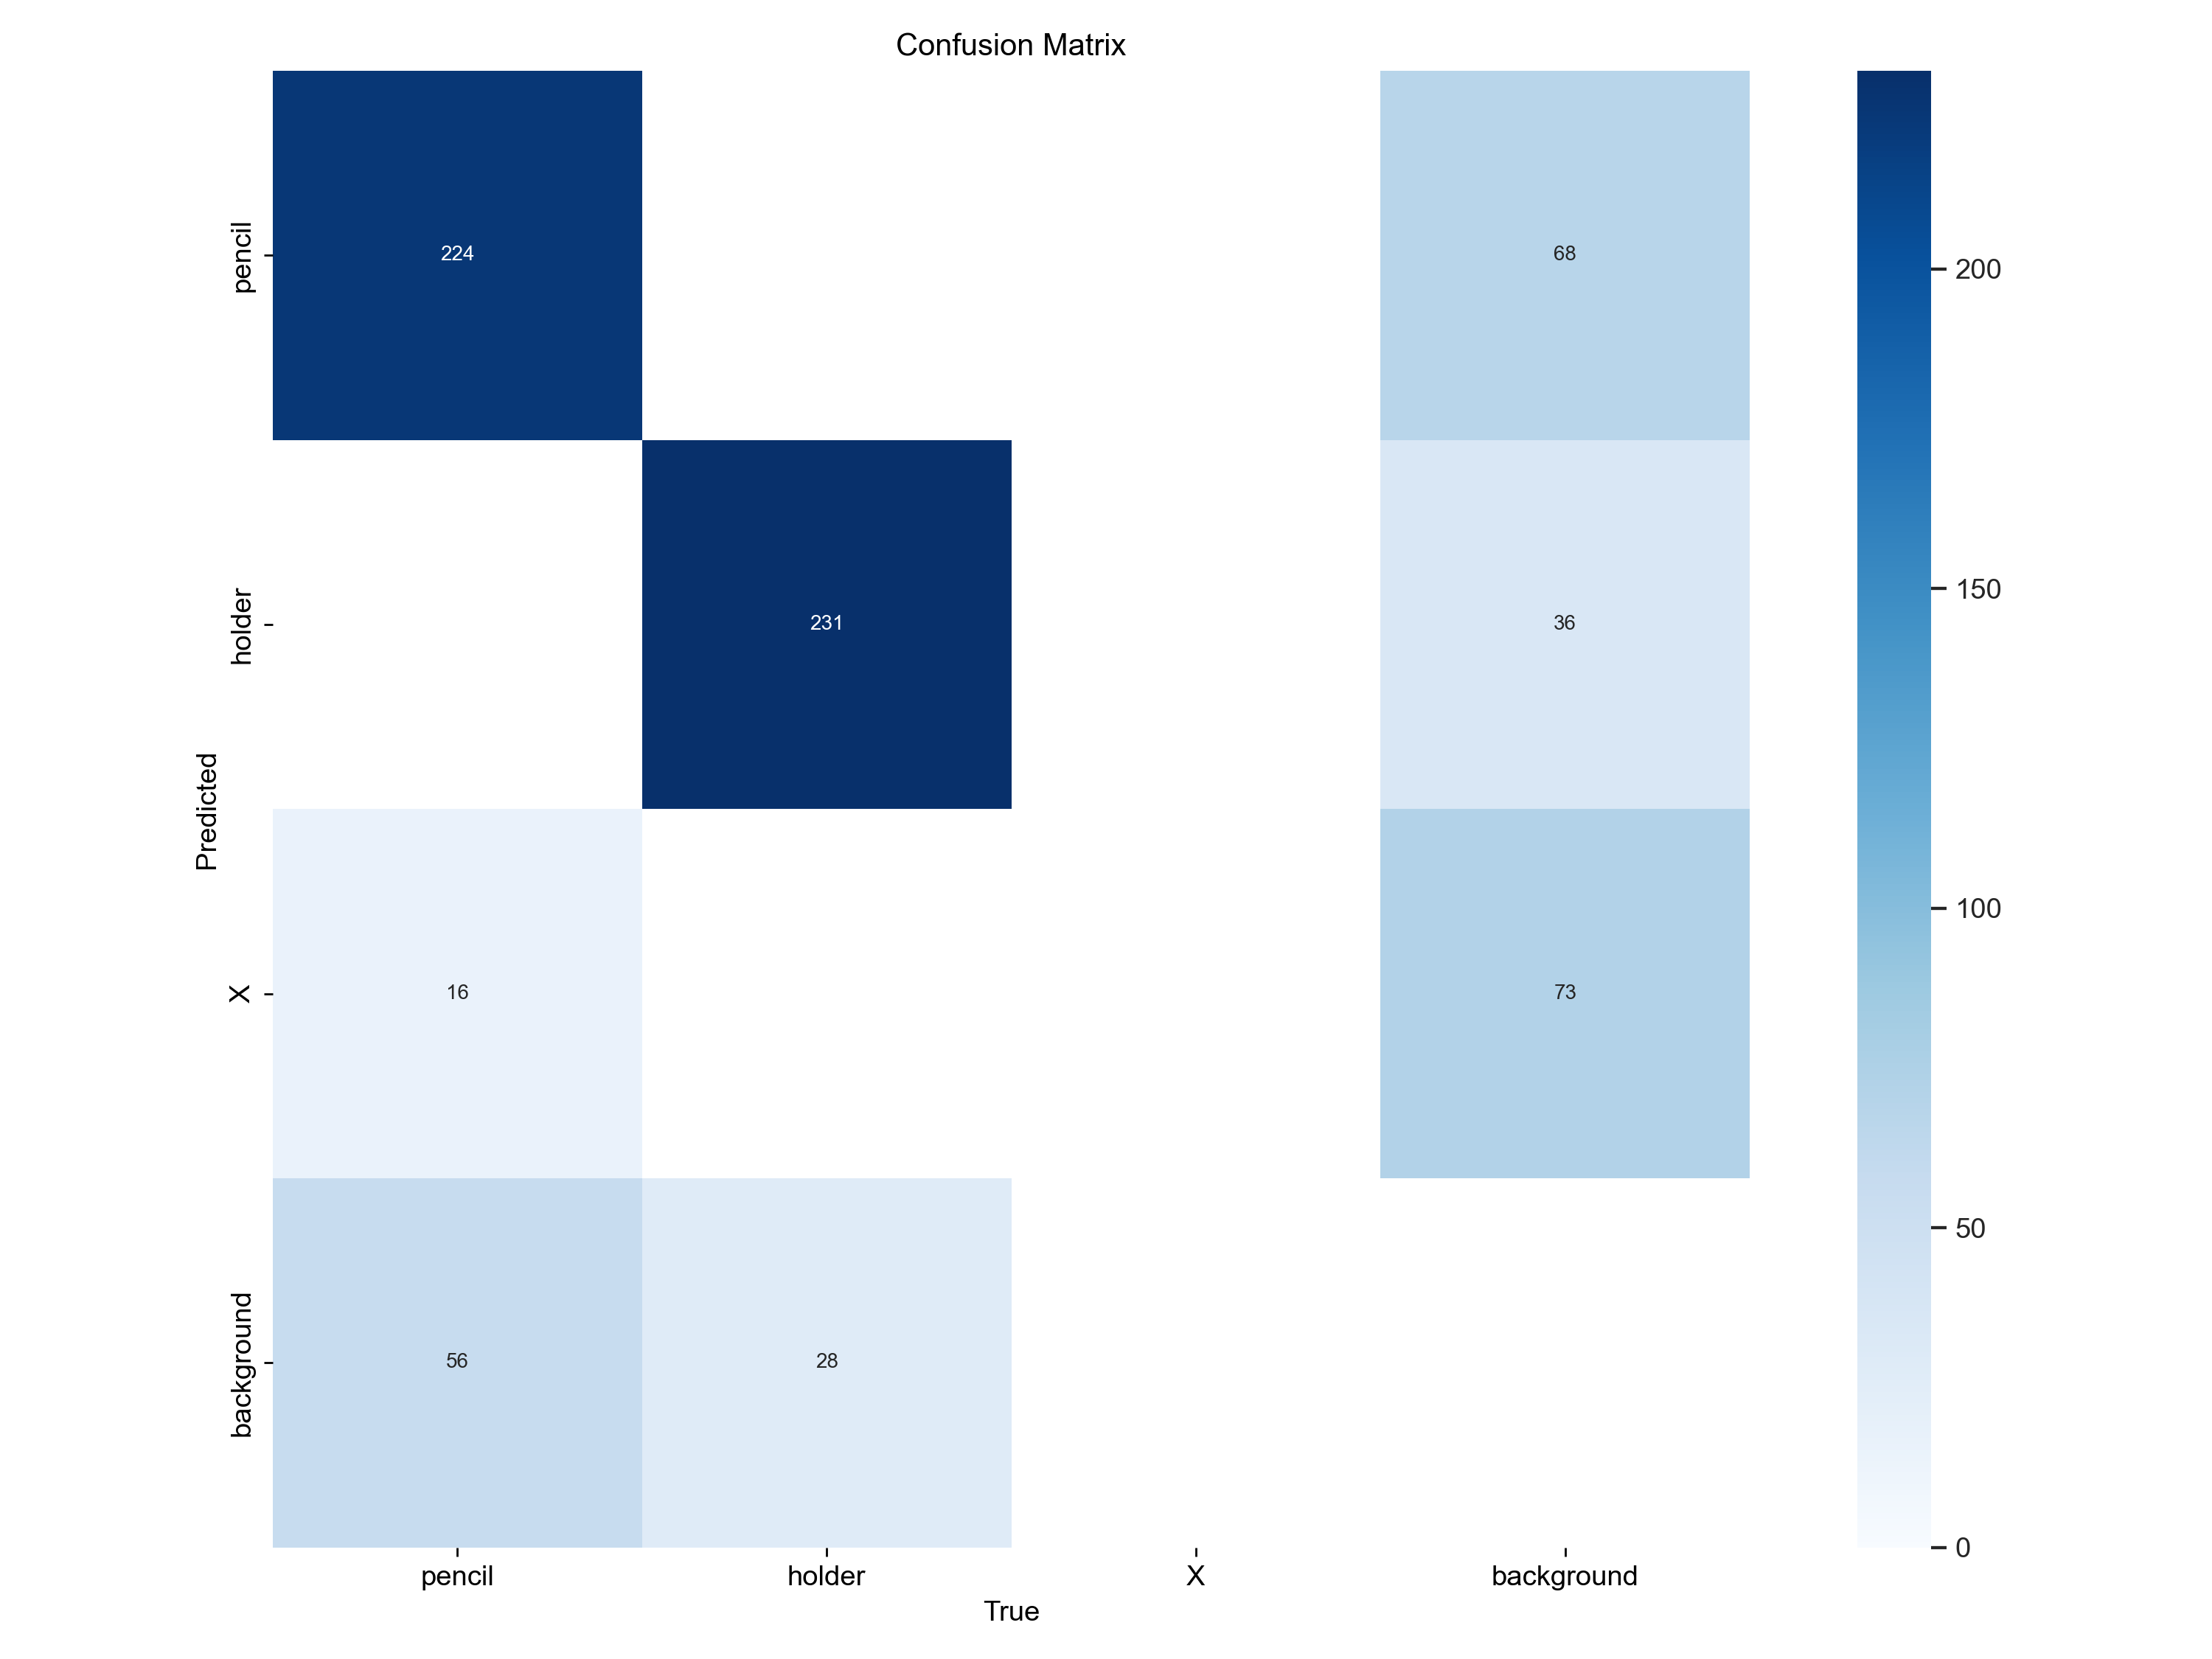 Confusion Matrix
pencil
224
68
200
holder
231
36
150
Predicted
X
16
73
100
background
56
28
50
0
pencil
holder
X
background
True